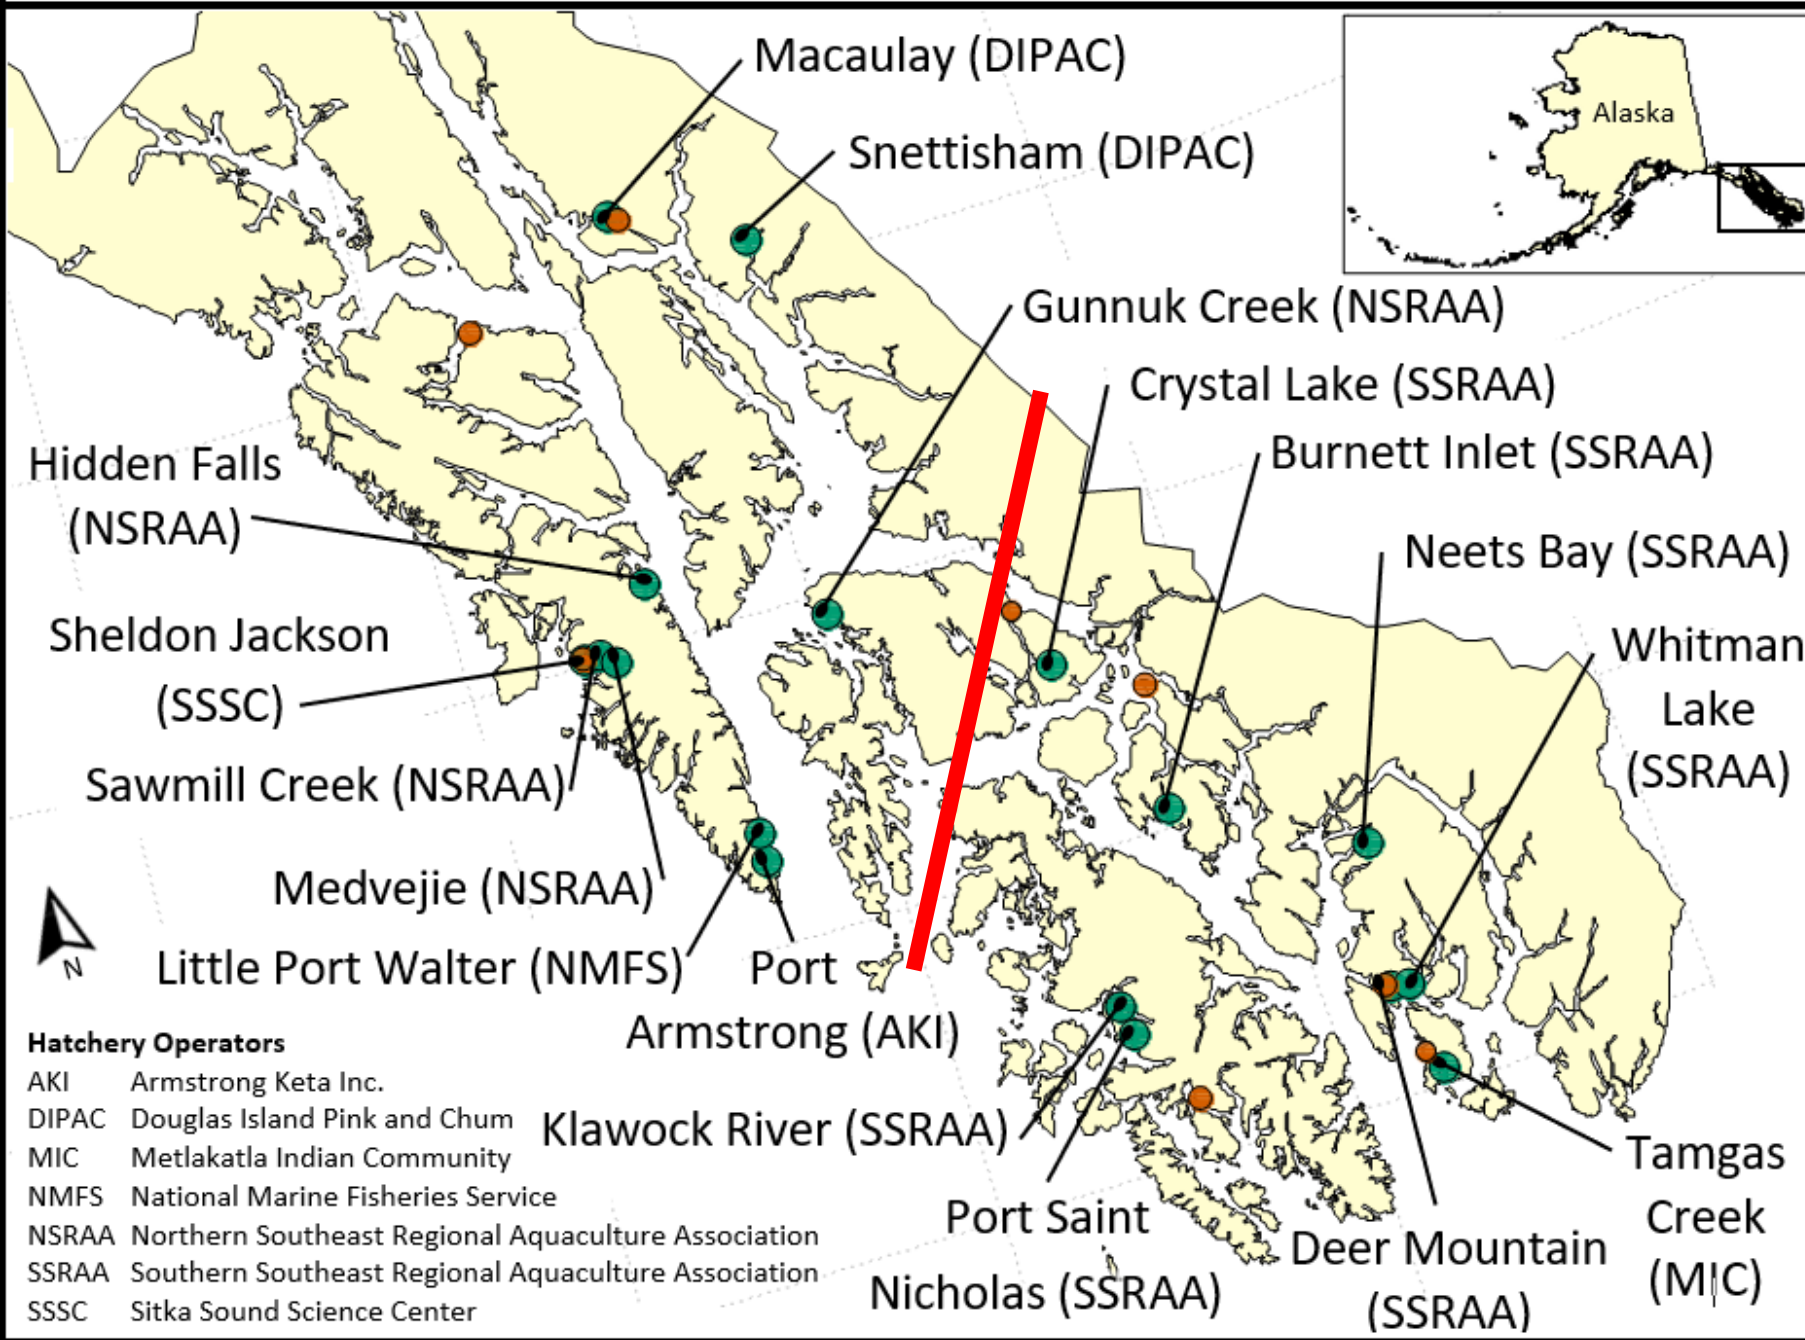 Macaulay (DIPAC)
Alaska
Snettisham (DIPAC)
Gunnuk Creek (NSRAA)
Crystal Lake (SSRAA)
Burnett Inlet (SSRAA)
Hidden Falls
(NSRAA)
Neets Bay (SSRAA)
Sheldon Jackson
(SSSC)
Whitman
Lake
(SSRAA)
Sawmill Creek (NSRAA)
Medvejie (NSRAA)
Little Port Walter (NMFS)
Port
Armstrong (AKI)
N
Klawock River (SSRAA)
Port Saint
Nicholas (SSRAA)
Deer Mountain
(SSRAA)
Tamgas
Creek
(MIC)
Hatchery Operators
AKI Armstrong Keta Inc.
DIPAC Douglas Island Pink and Chum
MIC Metlakatla Indian Community
NMFS National Marine Fisheries Service
NSRAA Northern Southeast Regional Aquaculture Association
SSRAA Southern Southeast Regional Aquaculture Association
SSSC Sitka Sound Science Center